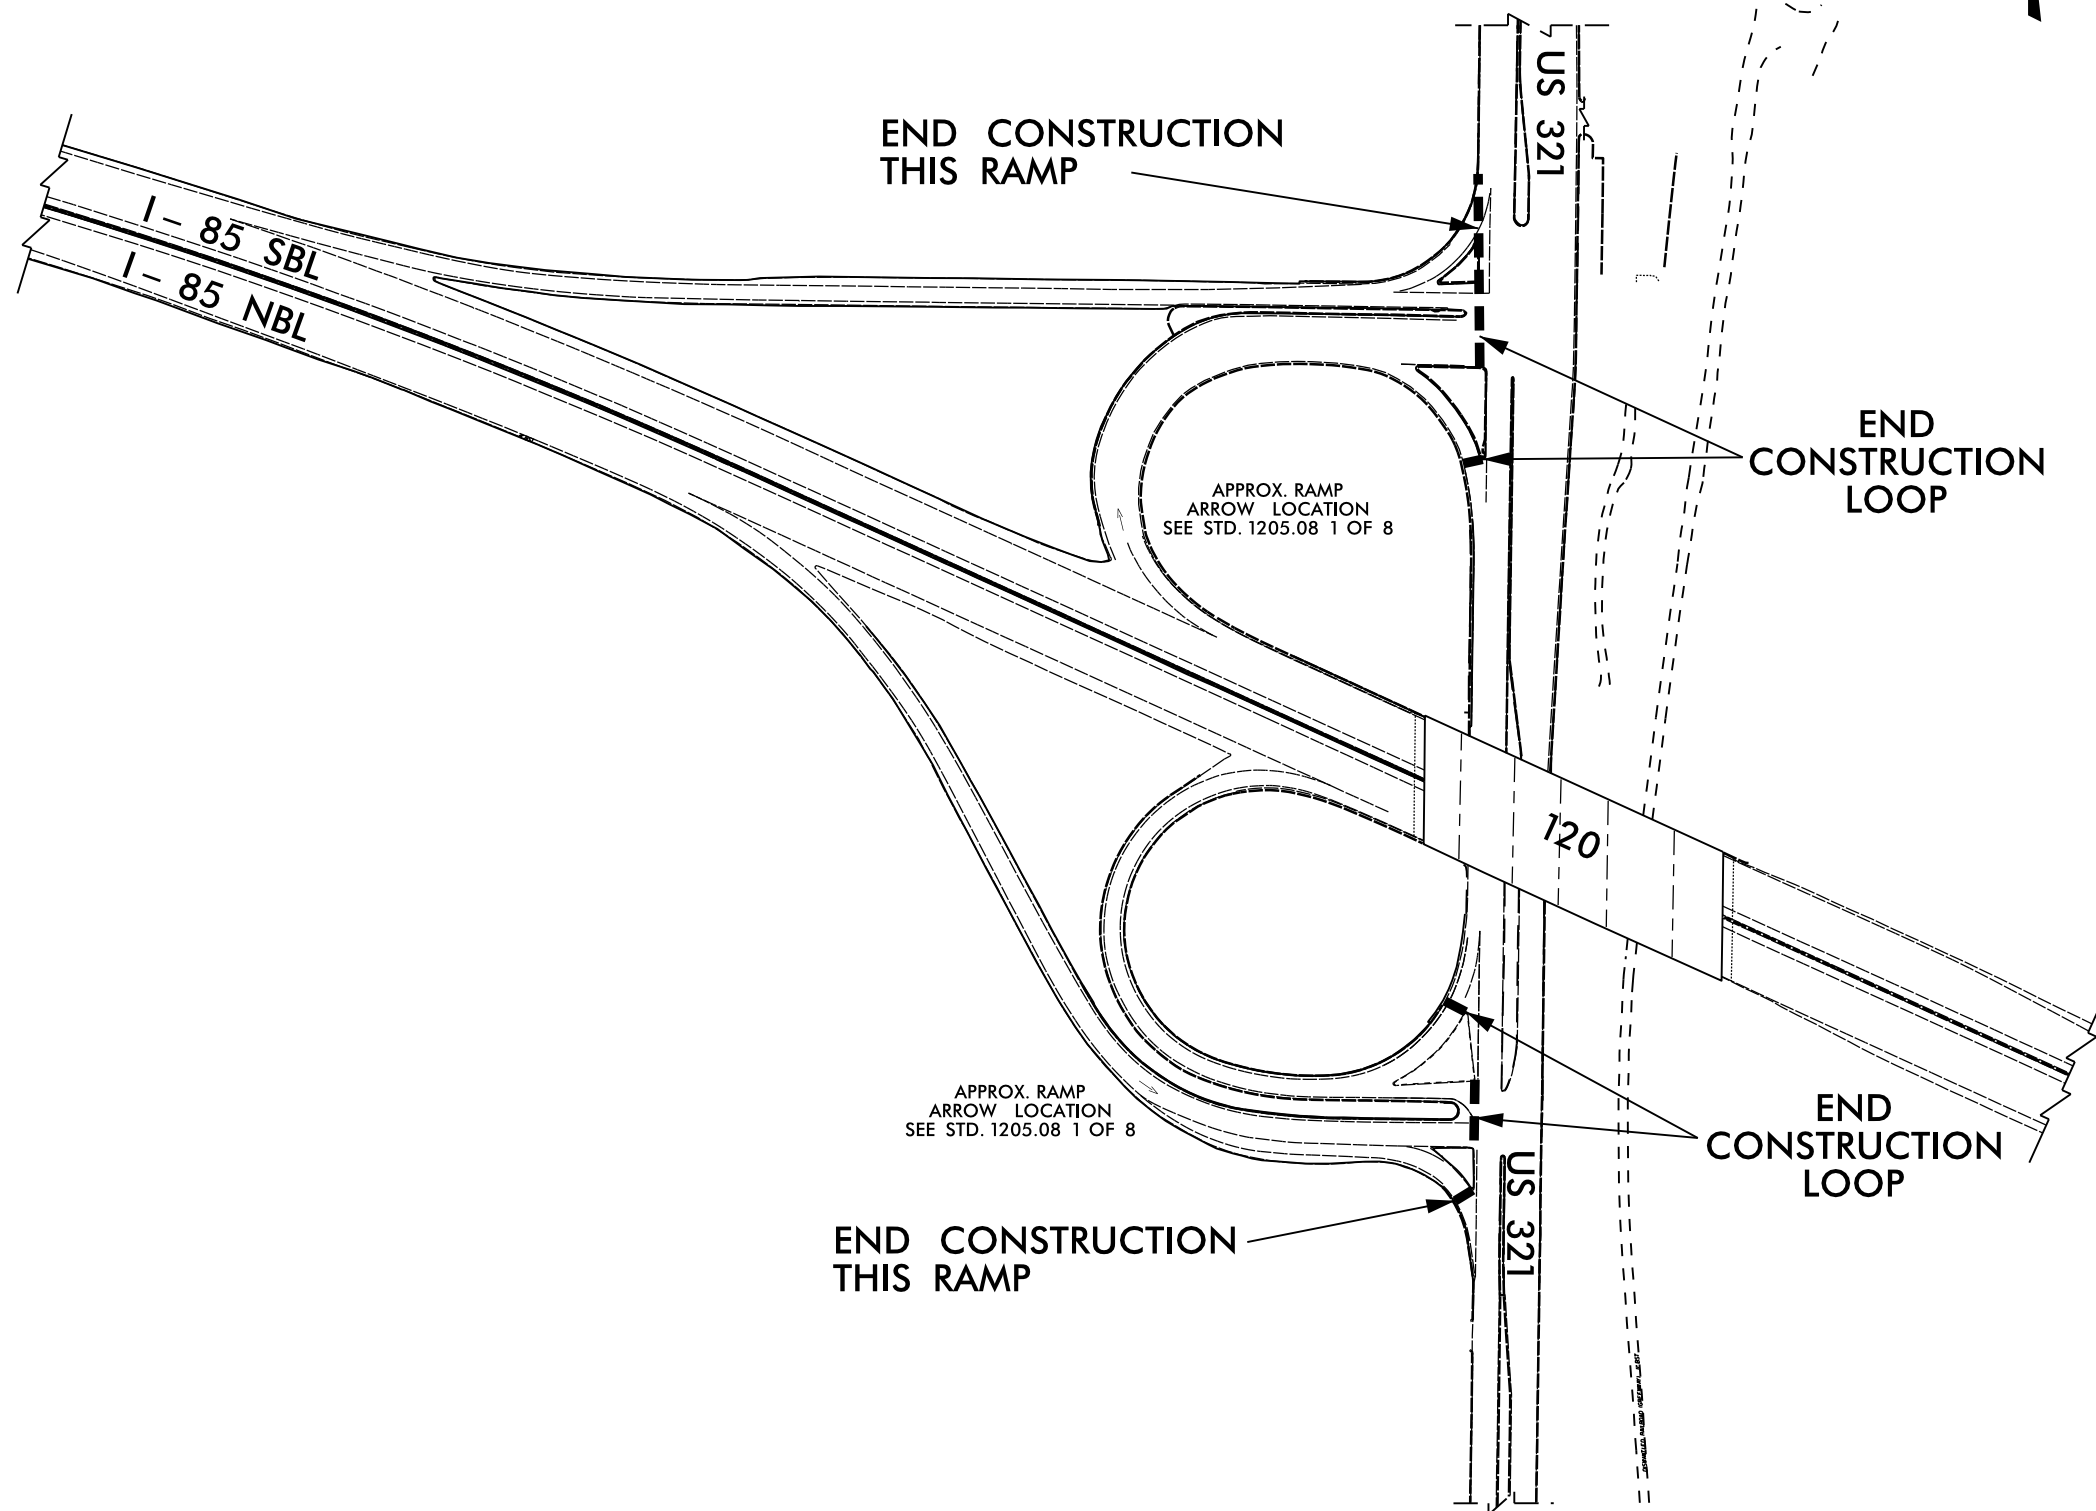 US 321
END CONSTRUCTION
THIS RAMP
I - 85 SBL
I - 85 NBL
END
CONSTRUCTION
LOOP
APPROX. RAMP
ARROW LOCATION
SEE STD. 1205.08 1 OF 8
120
APPROX. RAMP
ARROW LOCATION
SEE STD. 1205.08 1 OF 8
END
CONSTRUCTION
LOOP
US 321
END CONSTRUCTION
THIS RAMP